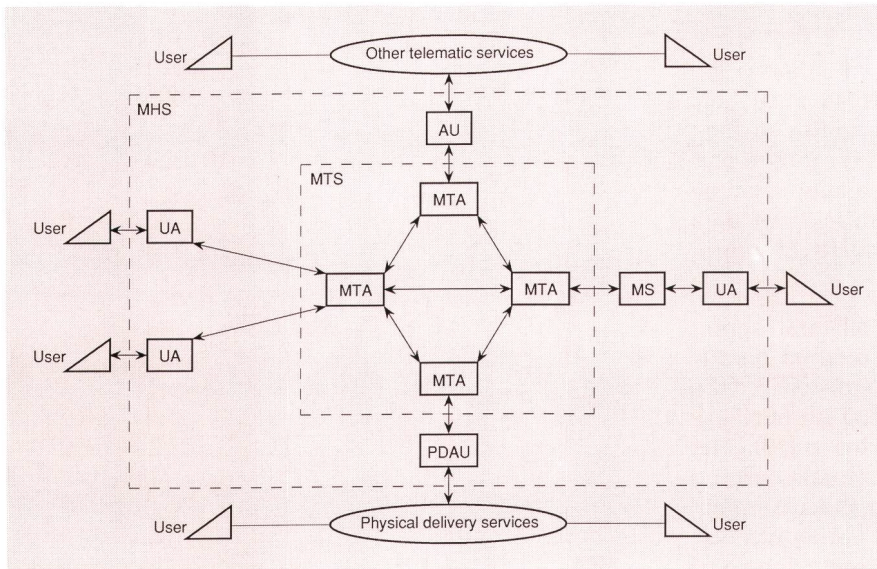 User
Other telematic services
User
MHS
AU
MTS
MTA
User
UA
MTA
MTA
MS
UA
User
User
UA
MTA
PDAU
User
Physical delivery services
User